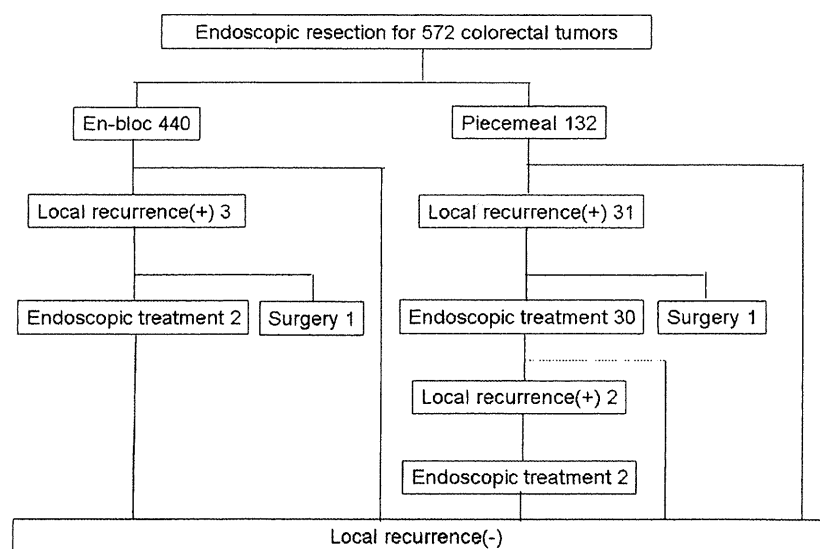 Endoscopic resection for 572 colorectal tumors
En-bloc 440
Piecemeal 132
Local recurrence(+) 3
Local recurrence(+) 31
Endoscopic treatment 2
Surgery 1
Endoscopic treatment 30
Surgery 1
Local recurrence(+) 2
Endoscopic treatment 2
Local recurrence(-)